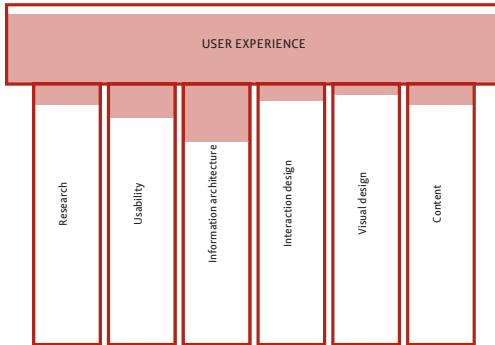 USER EXPERIENCE
Research
Usability
Information architecture
Interaction design
Visual design
Content